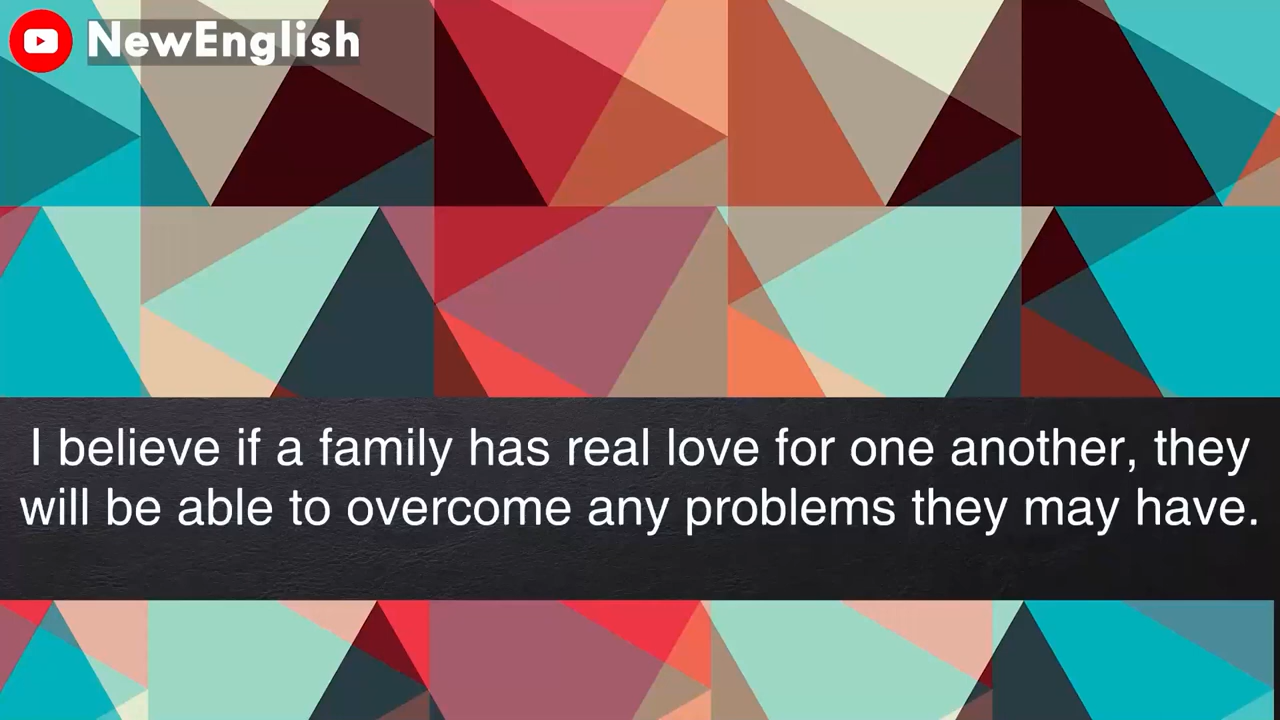 NewEnglish
I believe if a family has real love for one another, they
will be able to overcome any problems they may have.